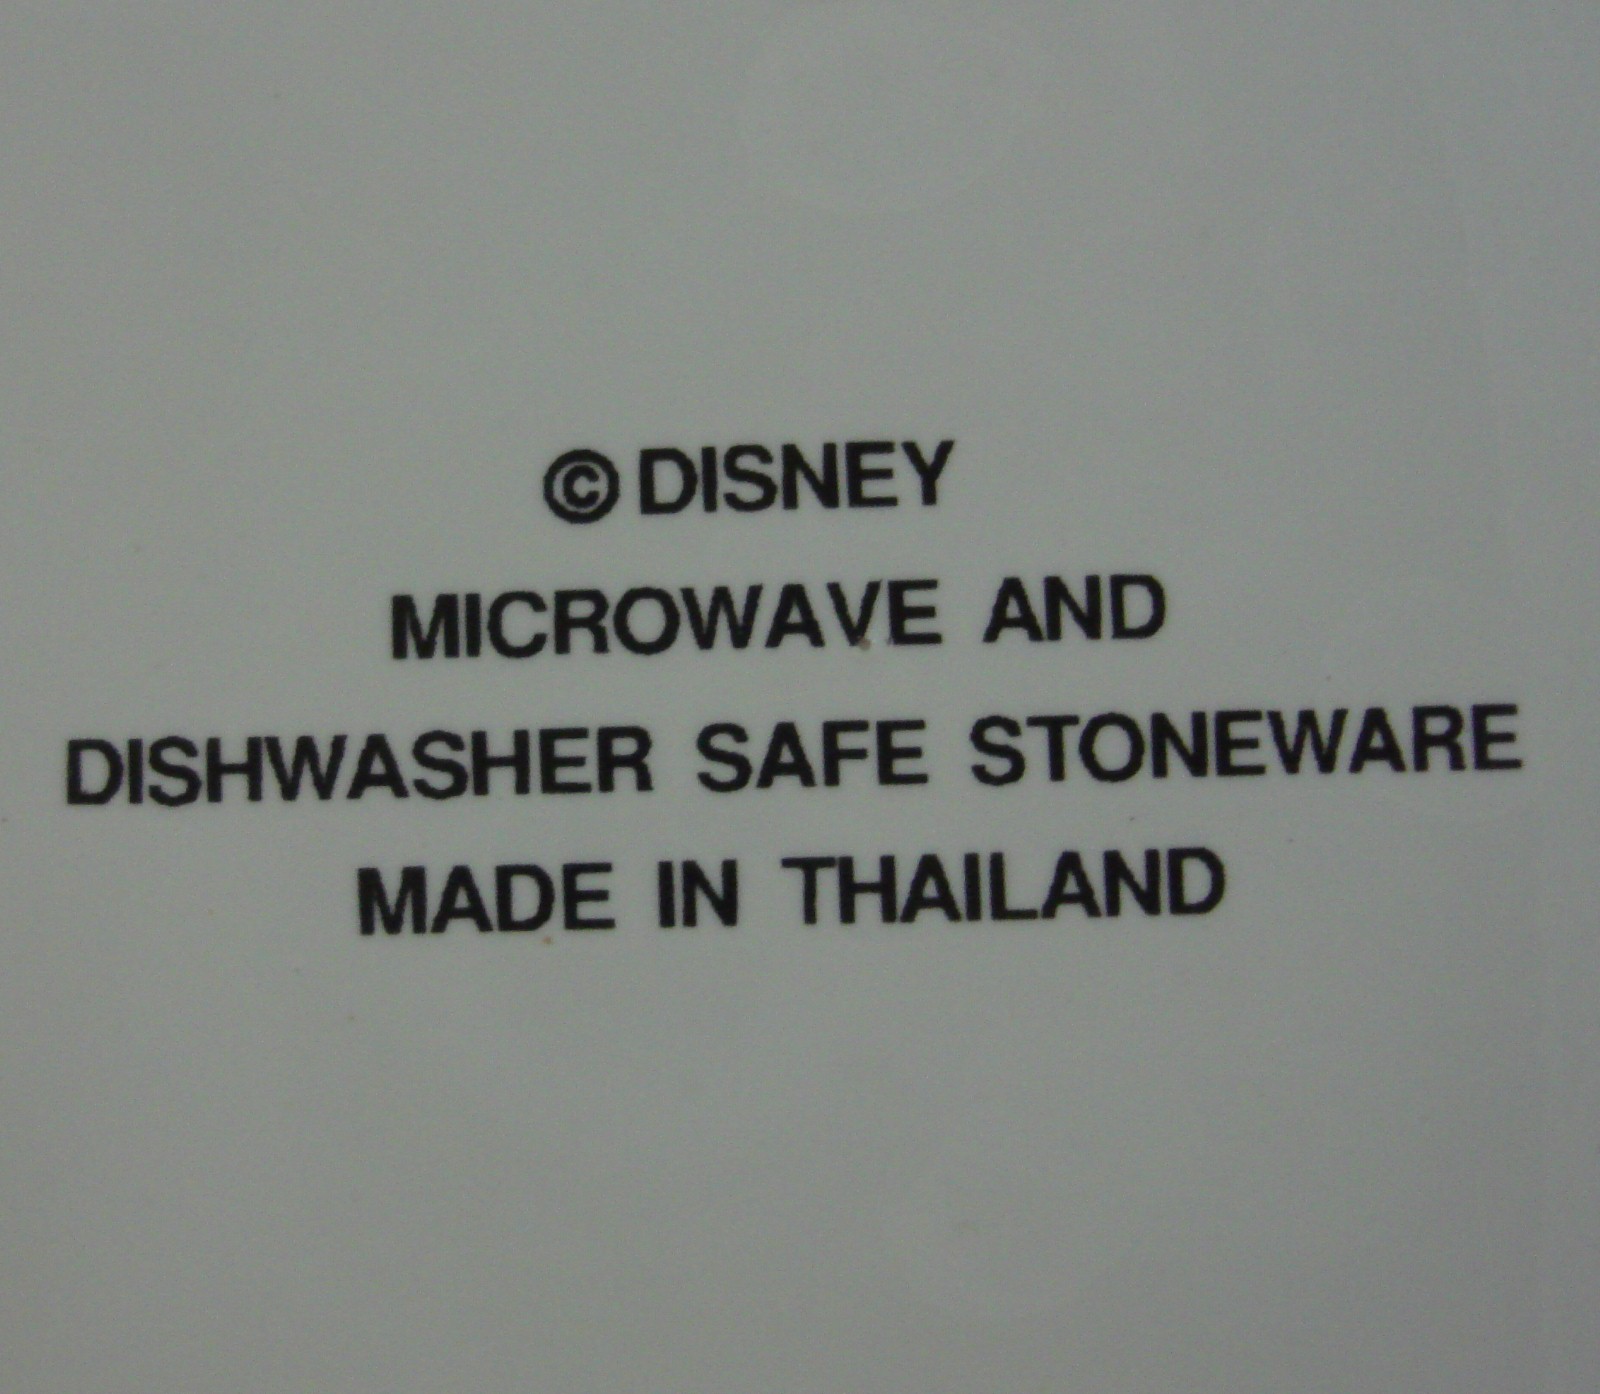 ©DISNEY
MICROWAVE AND
DISHWASHER SAFE STONEWARE
MADE IN THAILAND